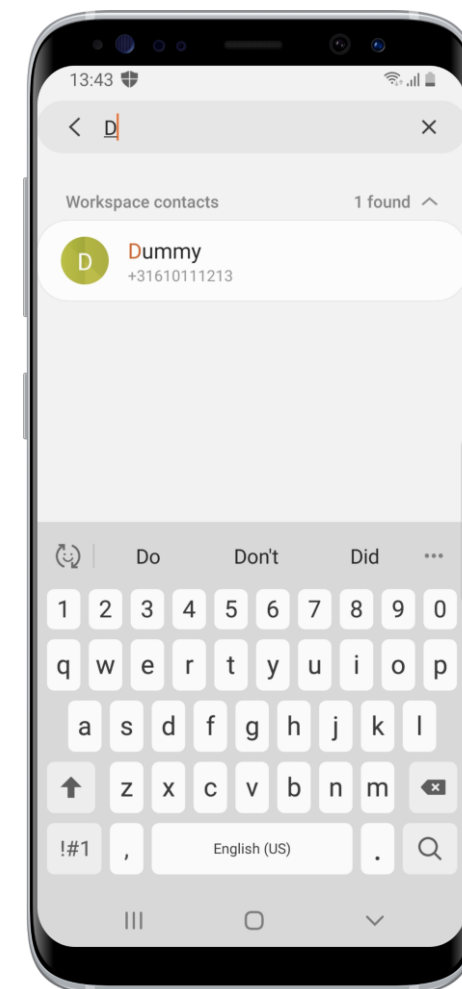 13:43
D
Workspace contacts 1 found
D Dummy
+31610111213
Do Don't Did
1 2 3 4 5 6 7 8 9 0
q w e r t y u i o p
a s d f g h j k l
z x c v b n m
!#1 , English (US) .